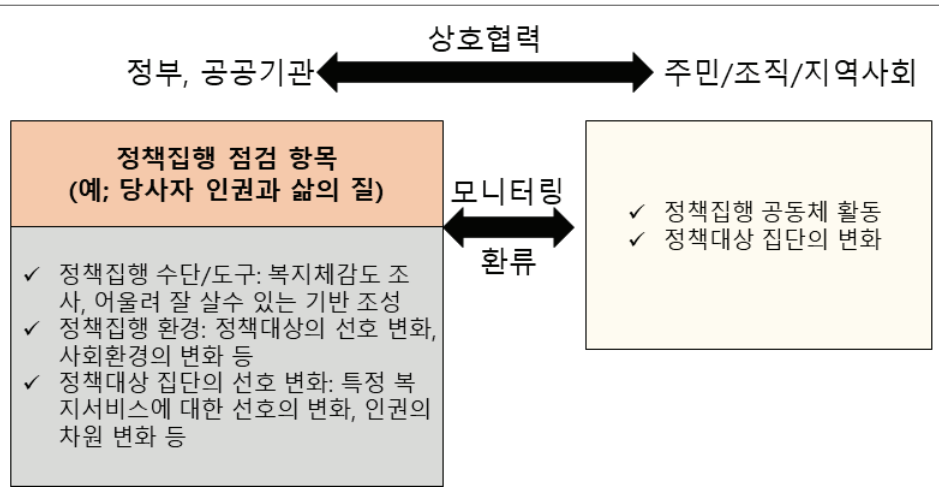 상호협력
정부, 공공기관
주민/조직/지역사회
정책집행 점검 항목
(예; 당사자 인권과 삶의 질)
✓ 정책집행 수단/도구: 복지체감도 조
사, 어울려 잘 살수 있는 기반 조성
✓ 정책집행 환경: 정책대상의 선호 변화,
사회환경의 변화 등
✓ 정책대상 집단의 선호 변화: 특정 복
지서비스에 대한 선호의 변화, 인권의
차원 변화 등
모니터링
환류
✓ 정책집행 공동체 활동
✓ 정책대상 집단의 변화